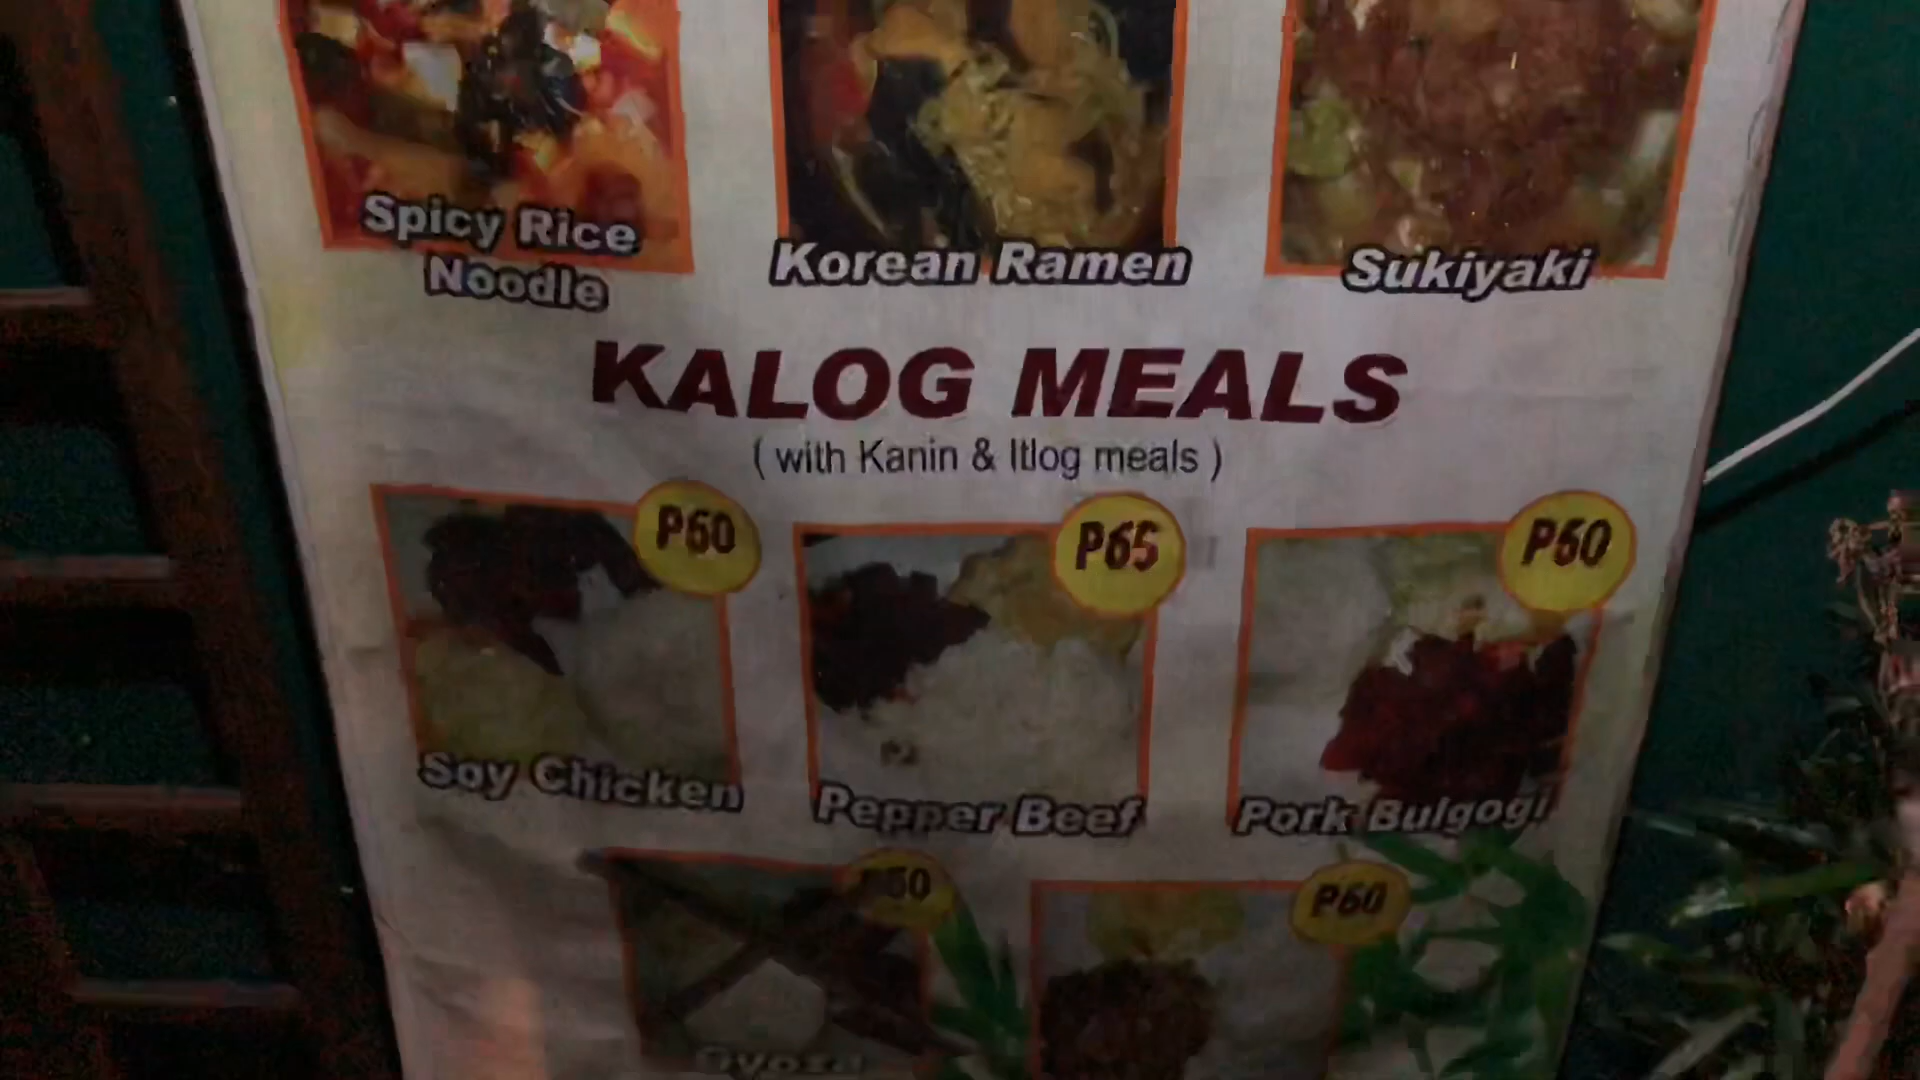 Spicy Rice
Noodle
Korean Ramen
Sukiyaki
KALOG MEALS
( with Kanin & Itlog meals )
P60
P65
P60
Soy Chicken
Pepper Beef
Pork Bulgogi
P60
Gyoza